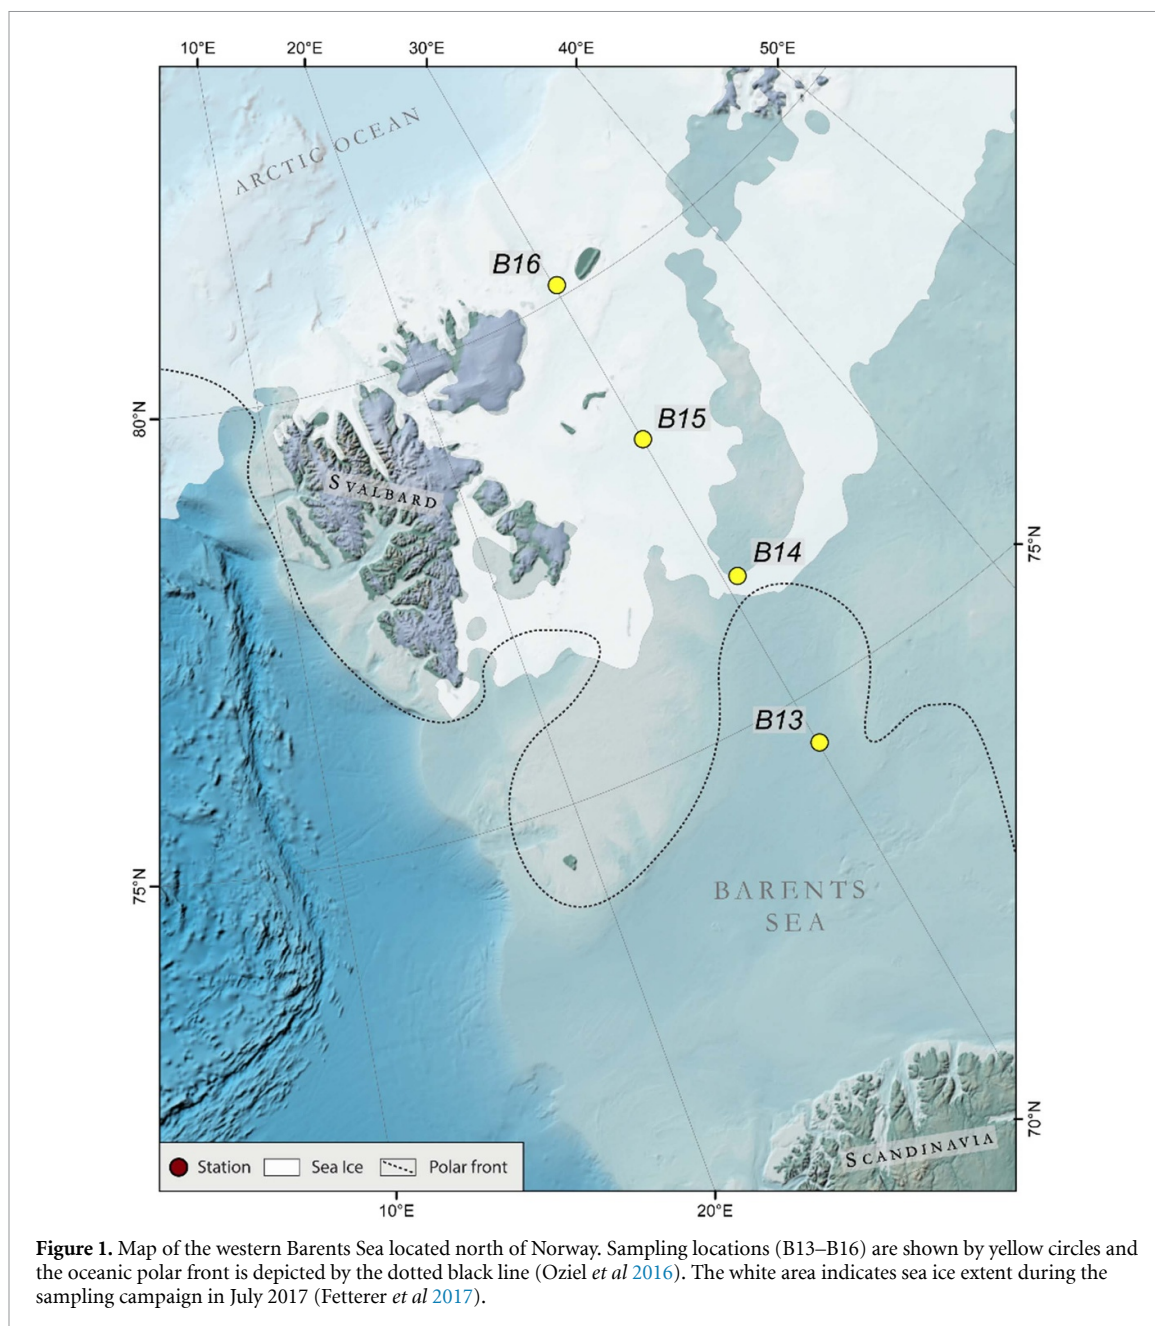 10°E 20°E 30°E 40°E 50°E
ARCTIC OCEAN
B16
B15
80°N
SVALBARD
B14
75°N
B13
75°N
BARENTS
SEA
70°N
SCANDINAVIA
Station Sea Ice Polar front
10°E 20°E
Figure 1. Map of the western Barents Sea located north of Norway. Sampling locations (B13–B16) are shown by yellow circles and
the oceanic polar front is depicted by the dotted black line (Oziel et al 2016). The white area indicates sea ice extent during the
sampling campaign in July 2017 (Fetterer et al 2017).